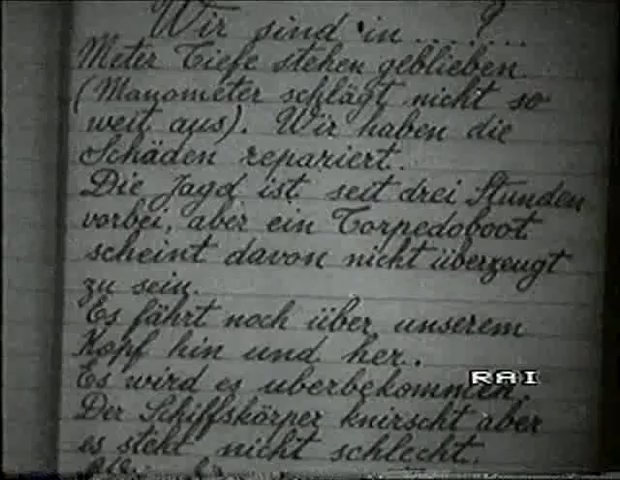 Wir sind in ........ ?
Meter Tiefe stehen geblieben
(Manometer schlägt nicht so
weit aus). Wir haben die
Schäden repariert.
Die Jagd ist seit drei Stunden
vorbei, aber ein Torpedoboot
scheint davon nicht überzeugt
zu sein.
Es fährt noch über unserem
Kopf hin und her.
Es wird es uberbekommen.
RAI
Der Schiffskörper knirscht aber
es steht nicht schlecht.